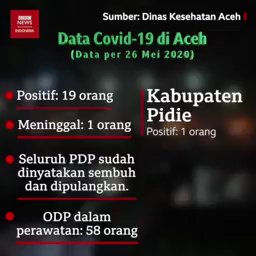 BBC
NEWS
INDONESIA
Sumber: Dinas Kesehatan Aceh
Data Covid-19 di Aceh
(Data per 26 Mei 2020)
Positif: 19 orang
Meninggal: 1 orang
Seluruh PDP sudah
dinyatakan sembuh
dan dipulangkan.
ODP dalam
perawatan: 58 orang
Kabupaten
Pidie
Positif: 1 orang